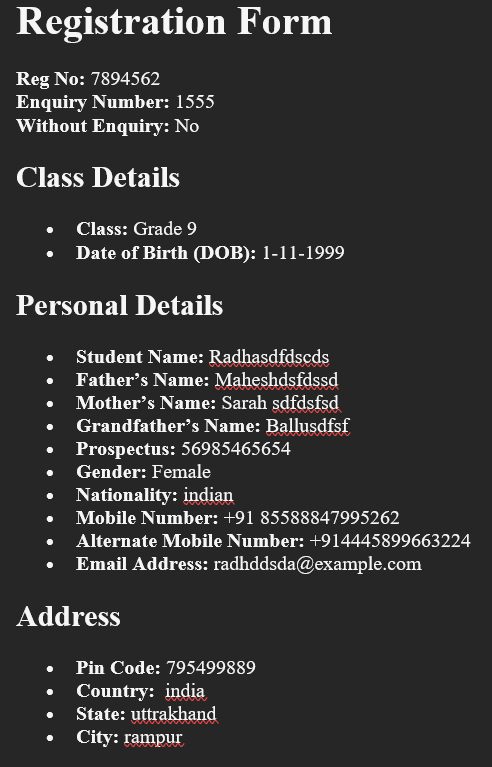 Registration Form
Reg No: 7894562
Enquiry Number: 1555
Without Enquiry: No
Class Details
• Class: Grade 9
• Date of Birth (DOB): 1-11-1999
Personal Details
• Student Name: Radhasdfdscds
• Father’s Name: Maheshdsfdssd
• Mother’s Name: Sarah sdfdsfsd
• Grandfather’s Name: Ballusdfsf
• Prospectus: 56985465654
• Gender: Female
• Nationality: indian
• Mobile Number: +91 85588847995262
• Alternate Mobile Number: +914445899663224
• Email Address: radhddsda@example.com
Address
• Pin Code: 795499889
• Country:  india
• State: uttrakhand
• City: rampur